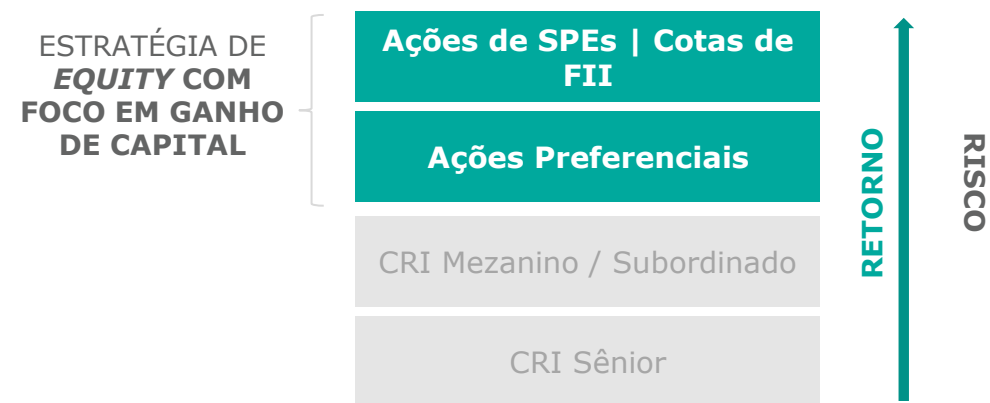 ESTRATÉGIA DE
EQUITY COM
FOCO EM GANHO
DE CAPITAL
Ações de SPEs | Cotas de
FII
Ações Preferenciais
CRI Mezanino / Subordinado
CRI Sênior
RETORNO
RISCO